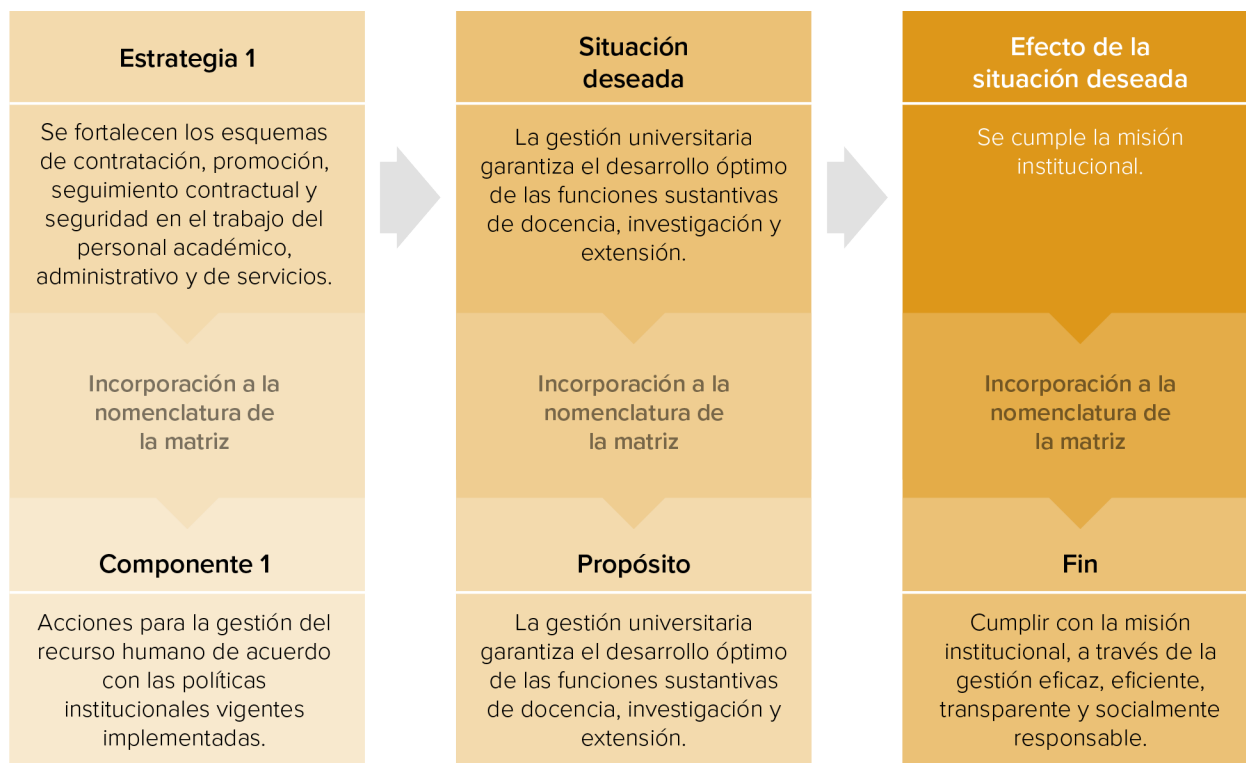 Estrategia 1
Se fortalecen los esquemas
de contratación, promoción,
seguimiento contractual y
seguridad en el trabajo del
personal académico,
administrativo y de servicios.
Incorporación a la
nomenclatura de
la matriz
Componente 1
Acciones para la gestión del
recurso humano de acuerdo
con las políticas
institucionales vigentes
implementadas.
Situación
deseada
La gestión universitaria
garantiza el desarrollo óptimo
de las funciones sustantivas
de docencia, investigación y
extensión.
Incorporación a la
nomenclatura de
la matriz
Propósito
La gestión universitaria
garantiza el desarrollo óptimo
de las funciones sustantivas
de docencia, investigación y
extensión.
Efecto de la
situación deseada
Se cumple la misión
institucional.
Incorporación a la
nomenclatura de
la matriz
Fin
Cumplir con la misión
institucional, a través de la
gestión eficaz, eficiente,
transparente y socialmente
responsable.